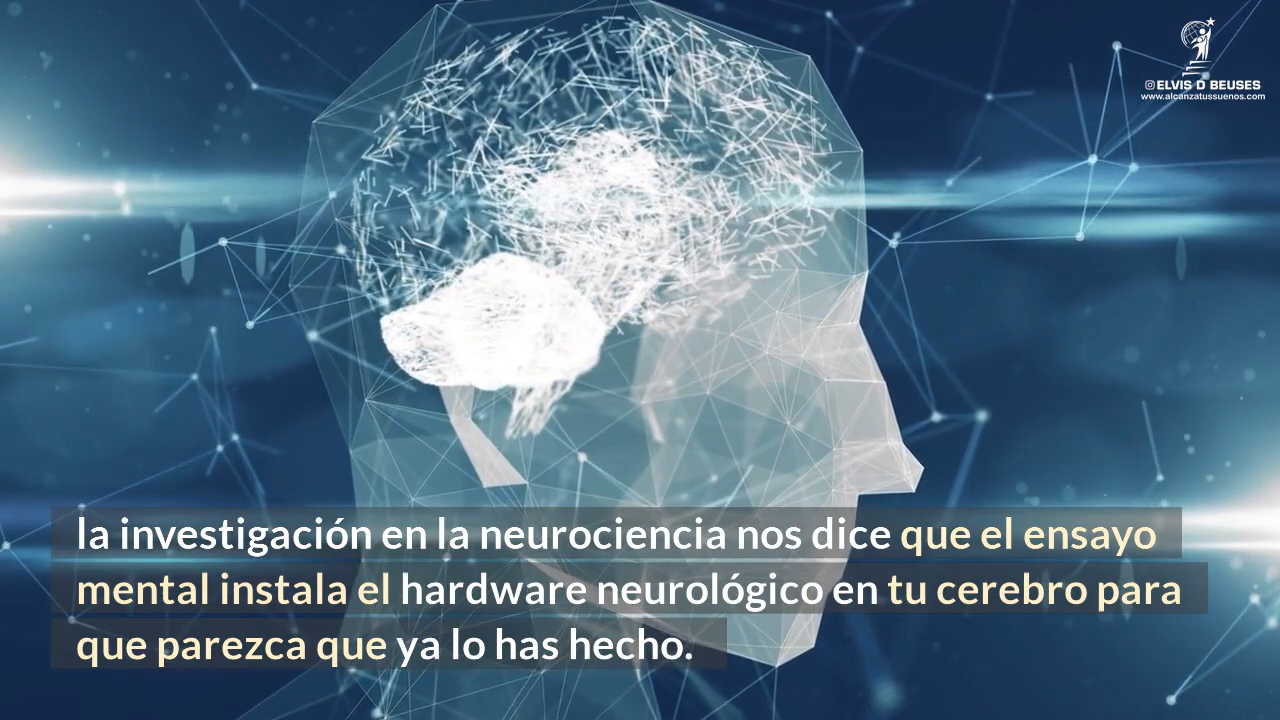 ELVIS D BEUSES
www.alcanzatussuenos.com
la investigación en la neurociencia nos dice que el ensayo
mental instala el hardware neurológico en tu cerebro para
que parezca que ya lo has hecho.